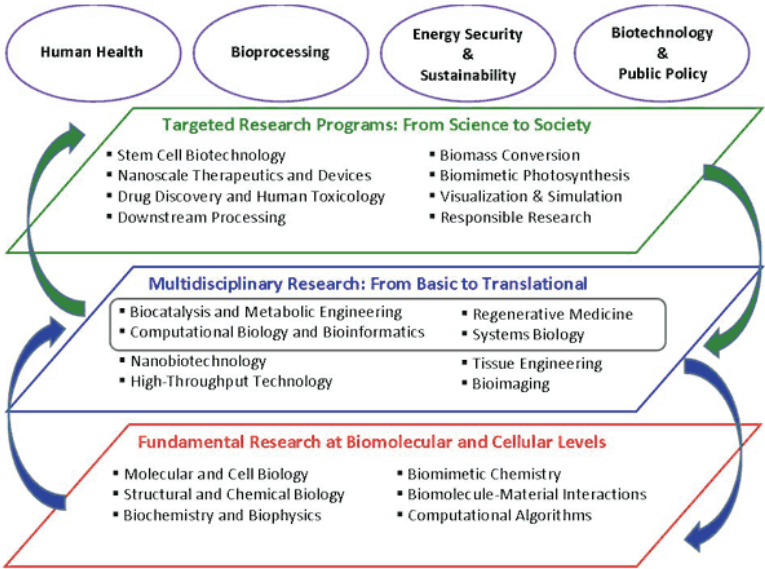 Human Health
Bioprocessing
Energy Security
&
Sustainability
Biotechnology
&
Public Policy
Targeted Research Programs: From Science to Society
▪ Stem Cell Biotechnology
▪ Nanoscale Therapeutics and Devices
▪ Drug Discovery and Human Toxicology
▪ Downstream Processing
▪ Biomass Conversion
▪ Biomimetic Photosynthesis
▪ Visualization & Simulation
▪ Responsible Research
Multidisciplinary Research: From Basic to Translational
▪ Biocatalysis and Metabolic Engineering
▪ Computational Biology and Bioinformatics
▪ Regenerative Medicine
▪ Systems Biology
▪ Nanobiotechnology
▪ High-Throughput Technology
▪ Tissue Engineering
▪ Bioimaging
Fundamental Research at Biomolecular and Cellular Levels
▪ Molecular and Cell Biology
▪ Structural and Chemical Biology
▪ Biochemistry and Biophysics
▪ Biomimetic Chemistry
▪ Biomolecule-Material Interactions
▪ Computational Algorithms